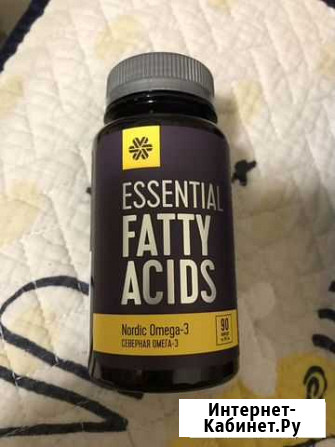 ESSENTIAL
FATTY
ACIDS
Nordic Omega-3
СЕВЕРНАЯ ОМЕГА-3
90
Интернет-
Кабинет.Ру